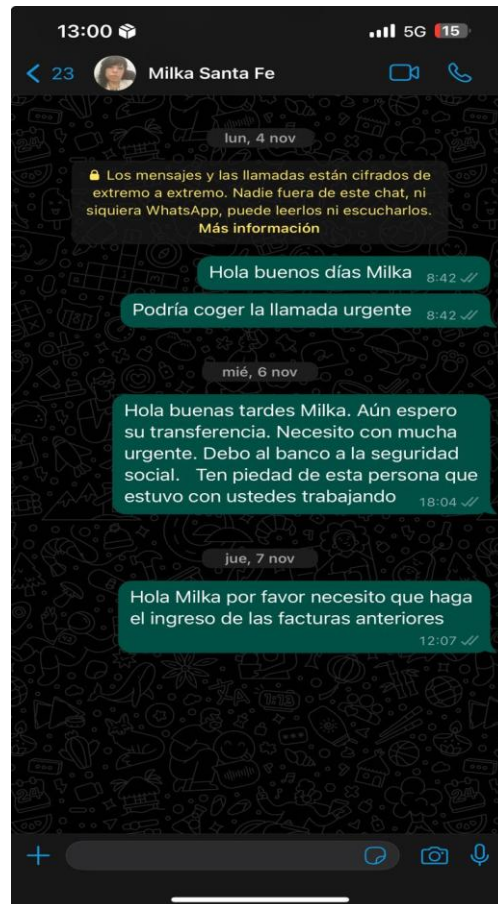 13:00
5G 15
23
Milka Santa Fe
lun, 4 nov
Los mensajes y las llamadas están cifrados de
extremo a extremo. Nadie fuera de este chat, ni
siquiera WhatsApp, puede leerlos ni escucharlos.
Más información
Hola buenos días Milka 8:42
Podría coger la llamada urgente 8:42
mié, 6 nov
Hola buenas tardes Milka. Aún espero
su transferencia. Necesito con mucha
urgente. Debo al banco a la seguridad
social. Ten piedad de esta persona que
estuvo con ustedes trabajando 18:04
jue, 7 nov
Hola Milka por favor necesito que haga
el ingreso de las facturas anteriores
12:07